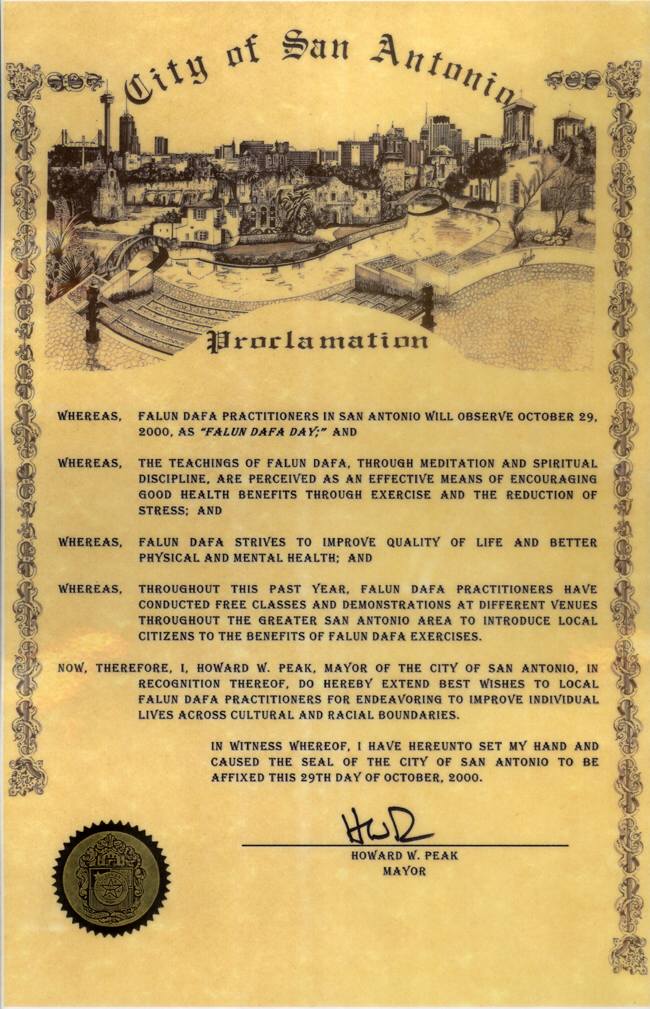 City of San Antonio
Proclamation
WHEREAS, FALUN DAFA PRACTITIONERS IN SAN ANTONIO WILL OBSERVE OCTOBER 29,
2000, AS "FALUN DAFA DAY;" AND
WHEREAS, THE TEACHINGS OF FALUN DAFA, THROUGH MEDITATION AND SPIRITUAL
DISCIPLINE, ARE PERCEIVED AS AN EFFECTIVE MEANS OF ENCOURAGING
GOOD HEALTH BENEFITS THROUGH EXERCISE AND THE REDUCTION OF
STRESS; AND
WHEREAS, FALUN DAFA STRIVES TO IMPROVE QUALITY OF LIFE AND BETTER
PHYSICAL AND MENTAL HEALTH; AND
WHEREAS, THROUGHOUT THIS PAST YEAR, FALUN DAFA PRACTITIONERS HAVE
CONDUCTED FREE CLASSES AND DEMONSTRATIONS AT DIFFERENT VENUES
THROUGHOUT THE GREATER SAN ANTONIO AREA TO INTRODUCE LOCAL
CITIZENS TO THE BENEFITS OF FALUN DAFA EXERCISES.
NOW, THEREFORE, I, HOWARD W. PEAK, MAYOR OF THE CITY OF SAN ANTONIO, IN
RECOGNITION THEREOF, DO HEREBY EXTEND BEST WISHES TO LOCAL
FALUN DAFA PRACTITIONERS FOR ENDEAVORING TO IMPROVE INDIVIDUAL
LIVES ACROSS CULTURAL AND RACIAL BOUNDARIES.
IN WITNESS WHEREOF, I HAVE HEREUNTO SET MY HAND AND
CAUSED THE SEAL OF THE CITY OF SAN ANTONIO TO BE
AFFIXED THIS 29TH DAY OF OCTOBER, 2000.
HOWARD W. PEAK
MAYOR